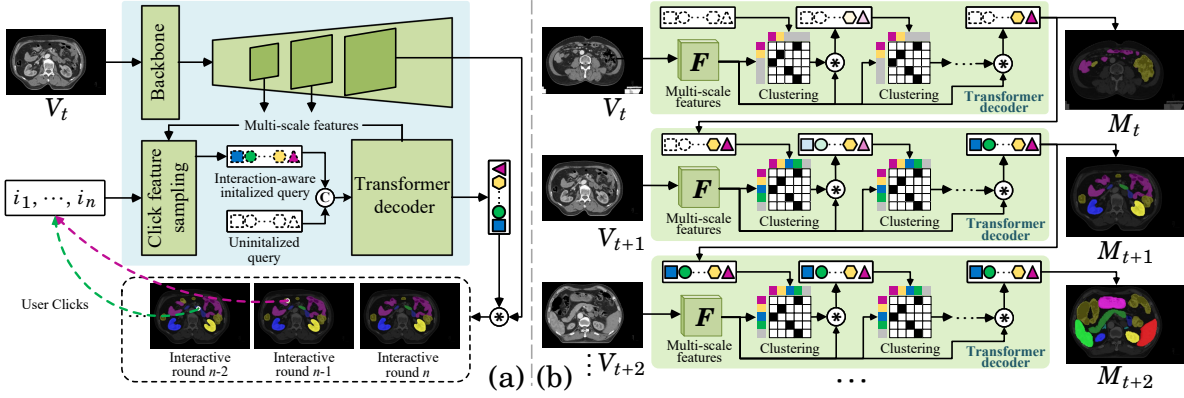 V_t
Backbone
Multi-scale features
Click feature
sampling
i_1, ···, i_n
Interaction-aware
initalized query
C
Transformer
decoder
Uninitalized
query
User Clicks
Interactive
round n-2
Interactive
round n-1
Interactive
round n
(a)
(b)
V_t
F
Multi-scale
features
Clustering
Clustering
Transformer
decoder
M_t
V_{t+1}
F
Multi-scale
features
Clustering
Clustering
Transformer
decoder
M_{t+1}
V_{t+2}
F
Multi-scale
features
Clustering
Clustering
Transformer
decoder
M_{t+2}